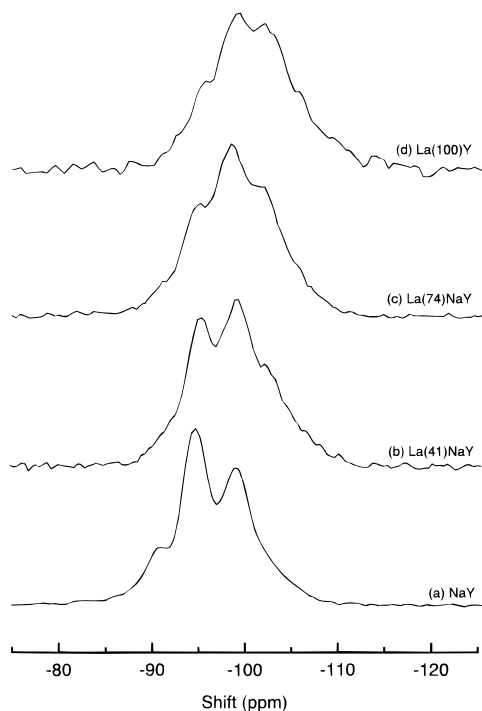 (d) La(100)Y
(c) La(74)NaY
(b) La(41)NaY
(a) NaY
-80 -90 -100 -110 -120
Shift (ppm)